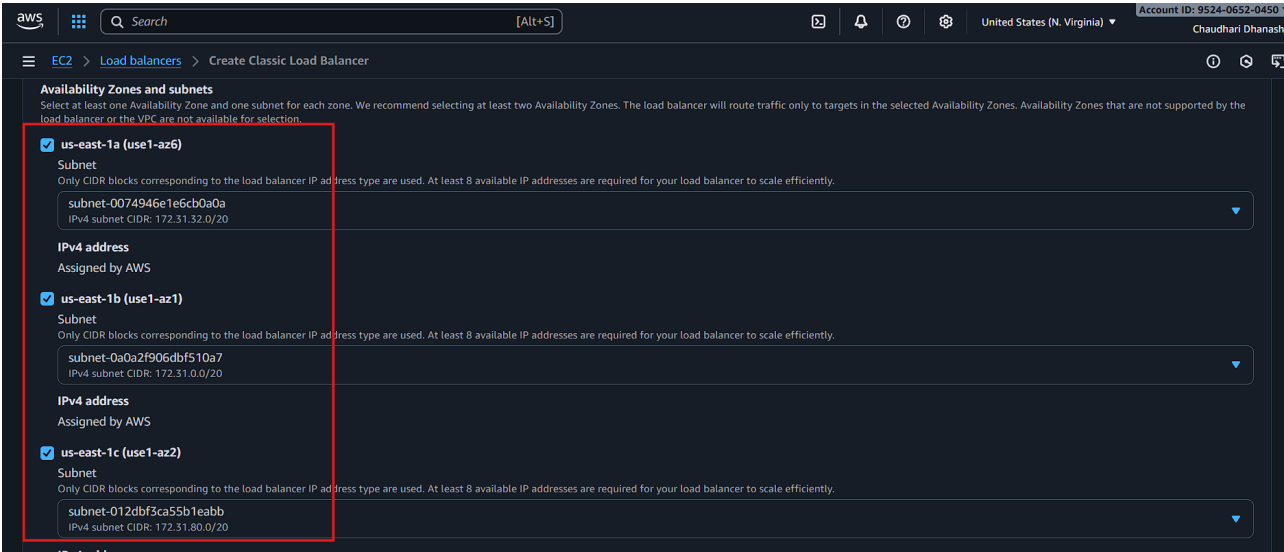 aws
Search [Alt+S]
United States (N. Virginia) ▼
Account ID: 9524-0652-0450
Chaudhari Dhanash
EC2 > Load balancers > Create Classic Load Balancer
Availability Zones and subnets
Select at least one Availability Zone and one subnet for each zone. We recommend selecting at least two Availability Zones. The load balancer will route traffic only to targets in the selected Availability Zones. Availability Zones that are not supported by the
load balancer or the VPC are not available for selection.
us-east-1a (use1-az6)
Subnet
Only CIDR blocks corresponding to the load balancer IP address type are used. At least 8 available IP addresses are required for your load balancer to scale efficiently.
subnet-0074946e1e6cb0a0a
IPv4 subnet CIDR: 172.31.32.0/20
IPv4 address
Assigned by AWS
us-east-1b (use1-az1)
Subnet
Only CIDR blocks corresponding to the load balancer IP address type are used. At least 8 available IP addresses are required for your load balancer to scale efficiently.
subnet-0a0a2f906dbf510a7
IPv4 subnet CIDR: 172.31.0.0/20
IPv4 address
Assigned by AWS
us-east-1c (use1-az2)
Subnet
Only CIDR blocks corresponding to the load balancer IP address type are used. At least 8 available IP addresses are required for your load balancer to scale efficiently.
subnet-012dbf3ca55b1eabb
IPv4 subnet CIDR: 172.31.80.0/20